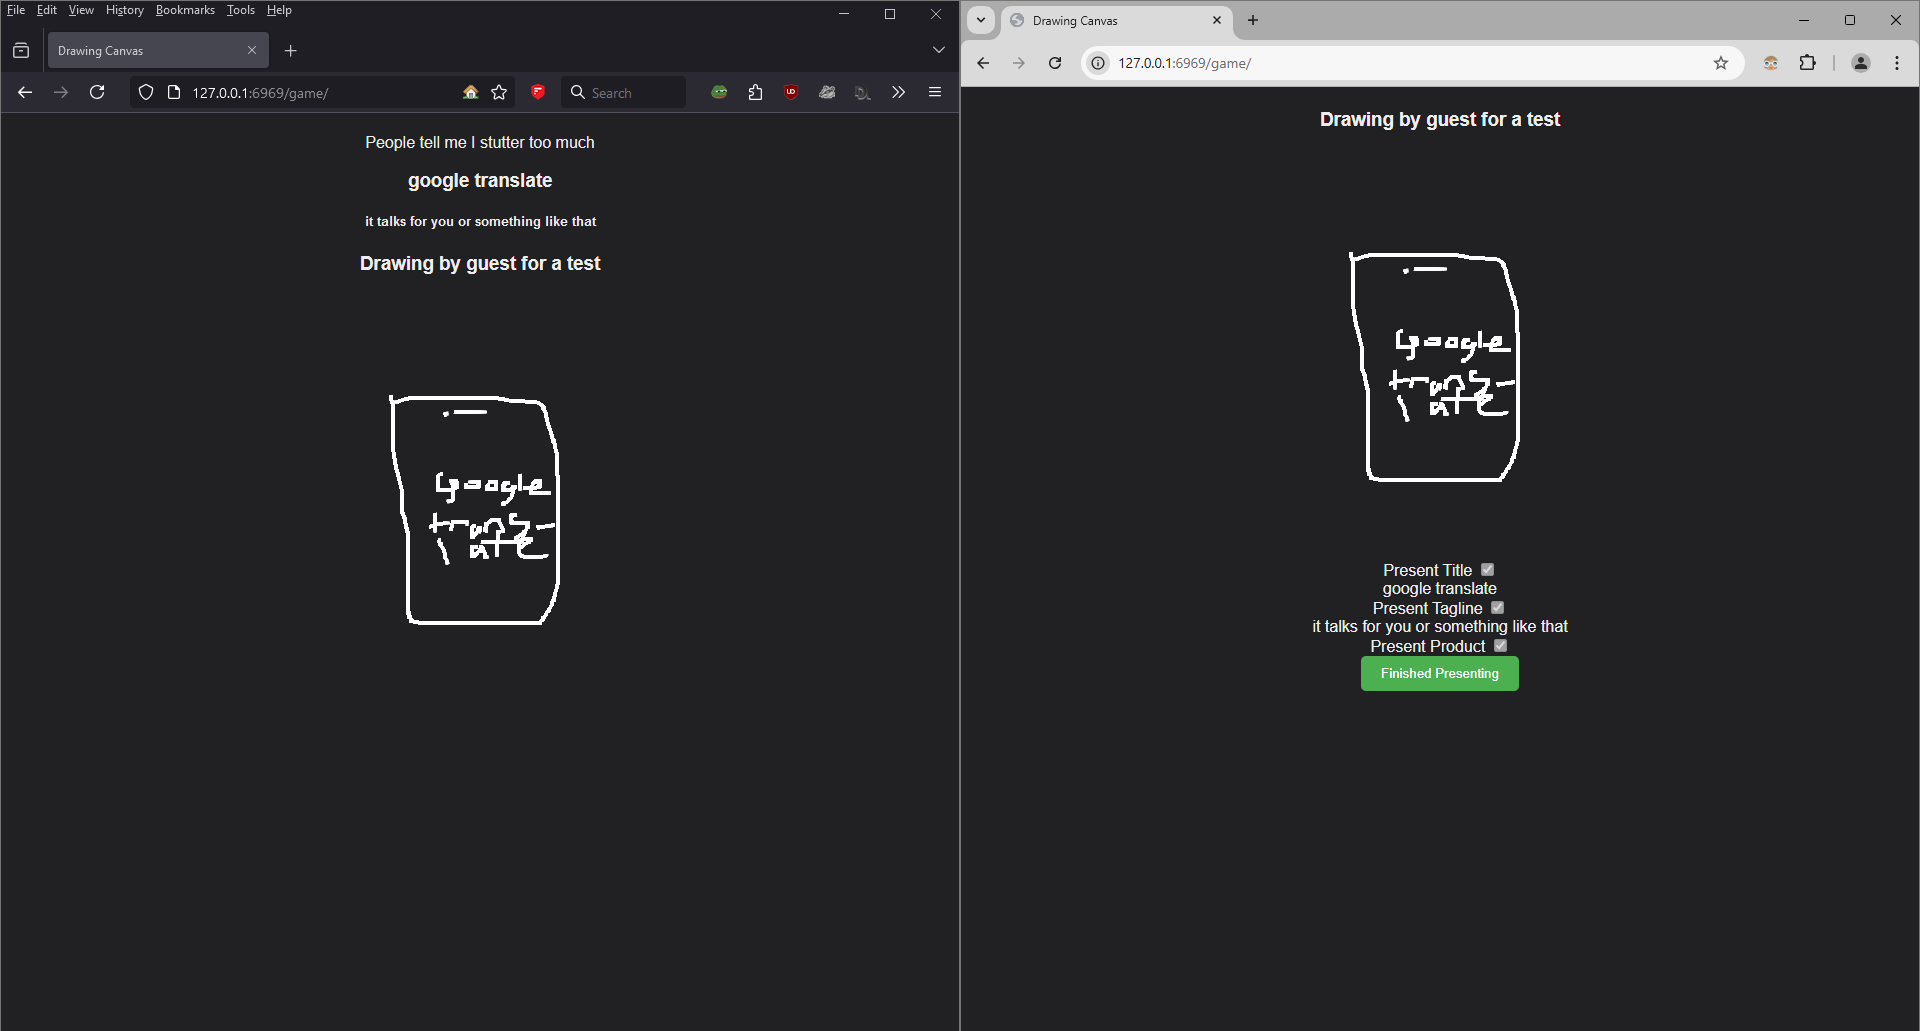 File Edit View History Bookmarks Tools Help
Drawing Canvas
127.0.0.1:6969/game/
Search
People tell me I stutter too much
google translate
it talks for you or something like that
Drawing by guest for a test
Google
trans-
late
Drawing Canvas
127.0.0.1:6969/game/
Drawing by guest for a test
Google
trans-
late
Present Title
google translate
Present Tagline
it talks for you or something like that
Present Product
Finished Presenting